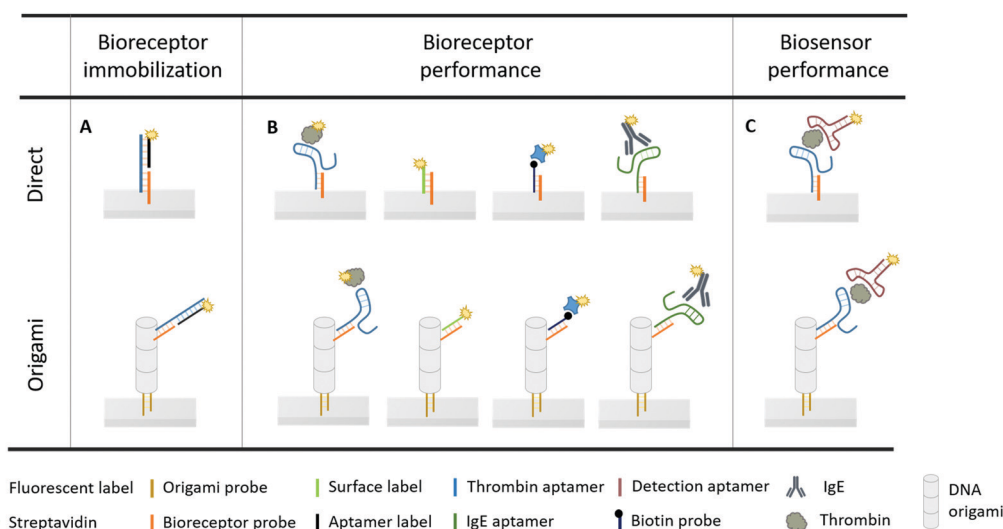 Bioreceptor
immobilization
Bioreceptor
performance
Biosensor
performance
Direct
A
B
C
Origami
Fluorescent label
Origami probe
Surface label
Thrombin aptamer
Detection aptamer
IgE
DNA
origami
Streptavidin
Bioreceptor probe
Aptamer label
IgE aptamer
Biotin probe
Thrombin